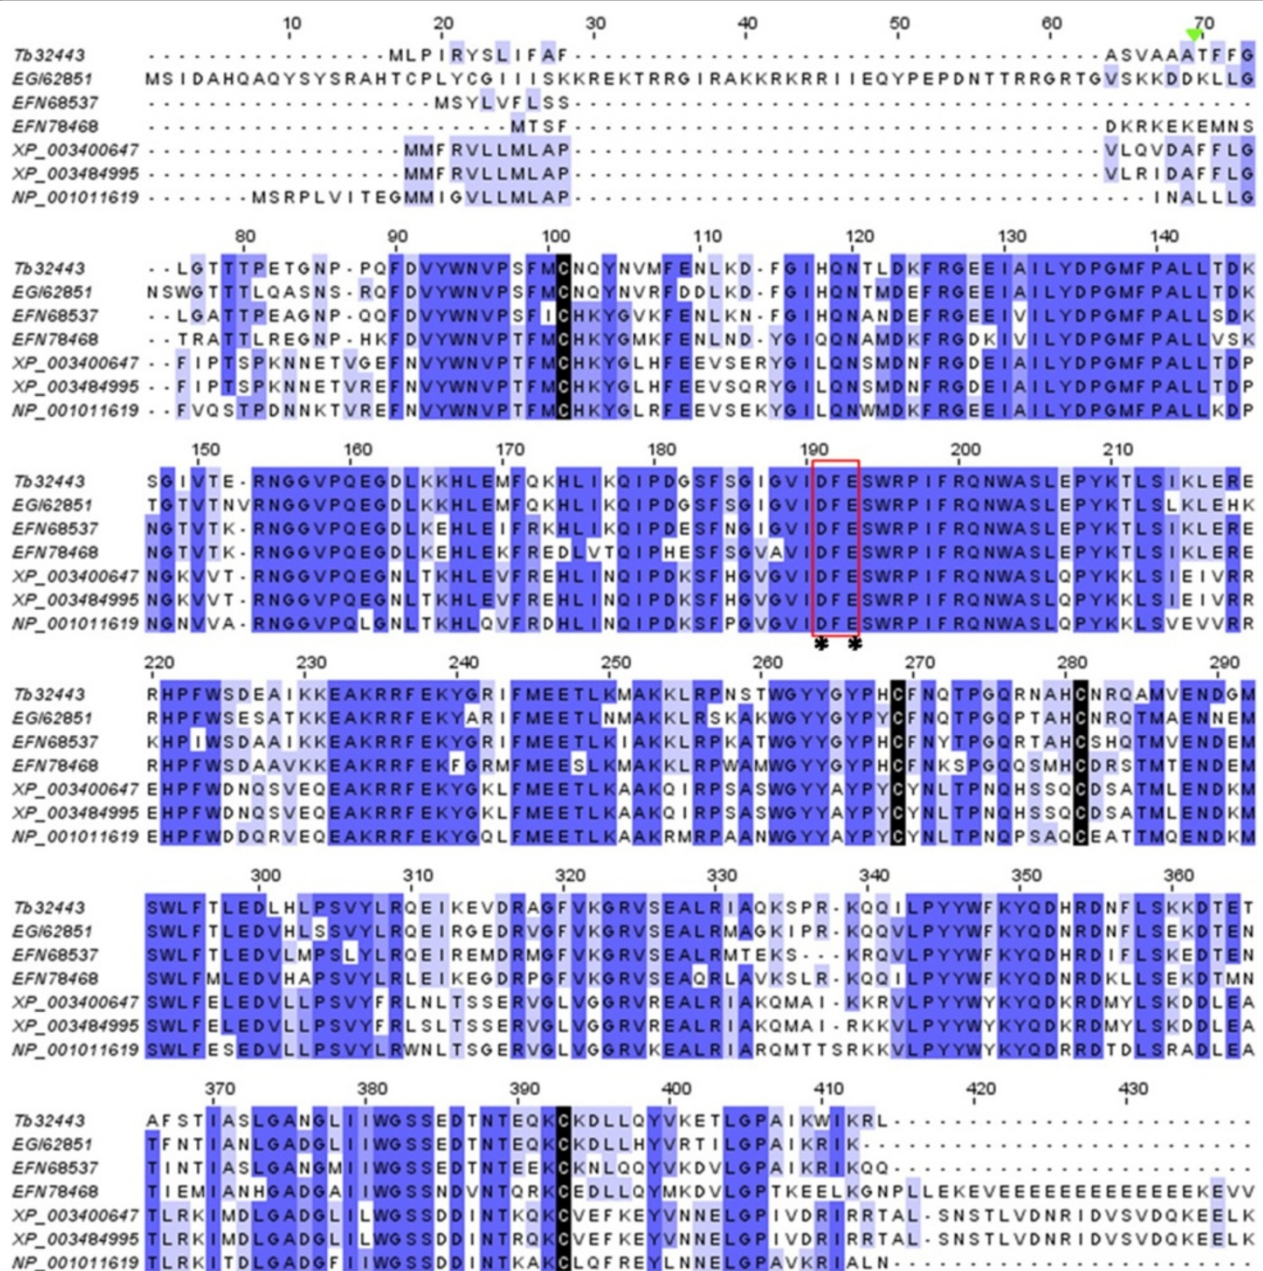 10 20 30 40 50 60 70
Tb32443 ················MLPIRYSLIFAF···································ASVAAATFFG
EGI62851 MSIDAHQAQYSYSRAHTCPLYCGIIISKKREKTRRGIRAKKRKRRIIEQYPEPDNTTRRGRTGVSKKDDKLLG
EFN68537 ···················MSYLVFLSS·············································
EFN78468 ························MTSF···································DKRKEKEMNS
XP_003400647 ·················MMFRVLLMLAP···································VLQVDAFFLG
XP_003484995 ·················MMFRVLLMLAP···································VLRIDAFFLG
NP_001011619 ·······MSRPLVITEGMMIGVLLMLAP······································INALLLG
80 90 100 110 120 130 140
Tb32443 ··LGTTTPETGNP·PQFDVYWNVPSFMCNQYNVMFENLKD·FGIHQNTLDKFRGEEIAILYDPGMFPALLTDK
EGI62851 NSWGTTTLQASNS·RQFDVYWNVPSFMCNQYNVRFDDLKD·FGIHQNTMDEFRGEEIAILYDPGMFPALLTDK
EFN68537 ··LGATTPEAGNP·QQFDVYWNVPSFICHKYGVKFENLKN·FGIHQNANDEFRGEEIVILYDPGMFPALLSDK
EFN78468 ··TRATTLREGNP·HKFDVYWNVPTFMCHKYGMKFENLND·YGIQQNAMDKFRGDKIVILYDPGMFPALLVSK
XP_003400647 ··FIPTSPKNNETVGEFNVYWNVPTFMCHKYGLHFEEVSERYGILQNSMDNFRGEEIAILYDPGMFPALLTDP
XP_003484995 ··FIPTSPKNNETVREFNVYWNVPTFMCHKYGLHFEEVSQRYGILQNSMDNFRGDEIAILYDPGMFPALLTDP
NP_001011619 ··FVQSTPDNNKTVREFNVYWNVPTFMCHKYGLRFEEVSEKYGILQNWMDKFRGEEIAILYDPGMFPALLKDP
150 160 170 180 190 200 210
Tb32443 SGIVTE·RNGGVPQEGDLKKHLEMFQKHLIKQIPDGSFSGIGVIDFESWRPIFRQNWASLEPYKTLSIKLERE
EGI62851 TGTVTNVRNGGVPQEGDLKKHLEMFQKHLIKQIPDGSFSGIGVIDFESWRPIFRQNWASLEPYKTLSLKLEHK
EFN68537 NGTVTK·RNGGVPQEGDLKEHLEIFRKHLIKQIPDESFNGIGVIDFESWRPIFRQNWASLEPYKTLSIKLERE
EFN78468 NGTVTK·RNGGVPQEGDLKEHLEKFREDLVTQIPHESFSGVAVIDFESWRPIFRQNWASLEPYKTLSIKLERE
XP_003400647 NGKVVT·RNGGVPQEGNLTKHLEVFREHLINQIPDKSFHGVGVIDFESWRPIFRQNWASLQPYKKLSIEIVRR
XP_003484995 NGKVVT·RNGGVPQEGNLTKHLEVFREHLINQIPDKSFHGVGVIDFESWRPIFRQNWASLQPYKKLSIEIVRR
NP_001011619 NGNVVA·RNGGVPQLGNLTKHLQVFRDHLINQIPDKSFPGVGVIDFESWRPIFRQNWASLQPYKKLSVEVVRR
* *
220 230 240 250 260 270 280 290
Tb32443 RHPFWSDEAIKKEAKRRFEKYGRIFMEETLKMAKKLRPNSTWGYYGYPHCFNQTPGQRNAHCNRQAMVENDGM
EGI62851 RHPFWSESATKKEAKRRFEKYARIFMEETLNMAKKLRSKAKWGYYGYPYCFNQTPGQPTAHCNRQTMAENNEM
EFN68537 KHPIWSDAAIKKEAKRRFEKYGRIFMEETLKIAKKLRPKATWGYYGYPHCFNYTPGQRTAHCSHQTMVENDEM
EFN78468 RHPFWSDAAVKKEAKRRFEKFGRMFMEESLKMAKKLRPWAMWGYYGYPHCFNKSPGQQSMHCDRSTMTENDEM
XP_003400647 EHPFWDNQSVEQEAKRRFEKYGKLFMEETLKAAKQIRPSASWGYYAYPYCYNLTPNQHSSQCDSATMLENDKM
XP_003484995 EHPFWDNQSVEQEAKRRFEKYGKLFMEETLKAAKQIRPSASWGYYAYPYCYNLTPNQHSSQCDSATMLENDKM
NP_001011619 EHPFWDDQRVEQEAKRRFEKYGQLFMEETLKAAKRMRPAANWGYYAYPYCYNLTPNQPSAQCEATTMQENDKM
300 310 320 330 340 350 360
Tb32443 SWLFTLEDLHLPSVYLRQEIKEVDRAGFVKGRVSEALRIAQKSPR·KQQILPYYWFKYQDHRDNFLSKKDTET
EGI62851 SWLFTLEDVHLSSVYLRQEIRGEDRVGFVKGRVSEALRMAGKIPR·KQQVLPYYWFKYQDNRDNFLSEKDTEN
EFN68537 SWLFTLEDVLMPSLYLRQEIREMDRMGFVKGRVSEALRMTEKS···KRQVLPYYWFKYQDHRDIFLSKEDTEN
EFN78468 SWLFMLEDVHAPSVYLRLEIKEGDRPGFVKGRVSEAQRLAVKSLR·KQQILPYYWFKYQDNRDKLLSEKDTMN
XP_003400647 SWLFELEDVLLPSVYFRLNLTSSERVGLVGGRVREALRIAKQMAI·KKRVLPYYWYKYQDKRDMYLSKDDLEA
XP_003484995 SWLFELEDVLLPSVYFRLSLTSSERVGLVGGRVREALRIAKQMAI·RKKVLPYYWYKYQDKRDMYLSKDDLEA
NP_001011619 SWLFESEDVLLPSVYLRWNLTSGERVGLVGGRVKEALRIARQMTTSRKKVLPYYWYKYQDRRDTDLSRADLEA
370 380 390 400 410 420 430
Tb32443 AFSTIASLGANGLIIWGSSEDTNTEQKCKDLLQYVKETLGPAIKWIKRL························
EGI62851 TFNTIANLGADGLIIWGSSEDTNTEQKCKDLLHYVRTILGPAIKRIK··························
EFN68537 TINTIASLGANGMIIWGSSEDTNTEEKCKNLQQYVKDVLGPAIKRIKQQ························
EFN78468 TIEMIANHGADGAIIWGSSNDVNTQRKCEDLLQYMKDVLGPTKEELKGNPLLEKEVEEEEEEEEEEEEEKEVV
XP_003400647 TLRKIMDLGADGLILWGSSDDINTKQKCVEFKEYVNNELGPIVDRIRRTAL·SNSTLVDNRIDVSVDQKEELK
XP_003484995 TLRKIMDLGADGLILWGSSDDINTRQKCVEFKEYVNNELGPIVDRIRRTAL·SNSTLVDNRIDVSVDQKEELK
NP_001011619 TLRKITDLGADGFIIWGSSDDINTKAKCLQFREYLNNELGPAVKRIALN························